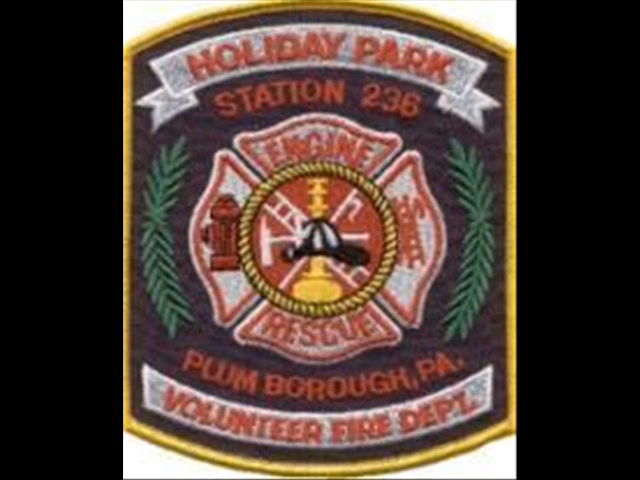 HOLIDAY PARK
STATION 236
ENGINE
RESCUE
PLUM BOROUGH, PA.
VOLUNTEER FIRE DEPT.